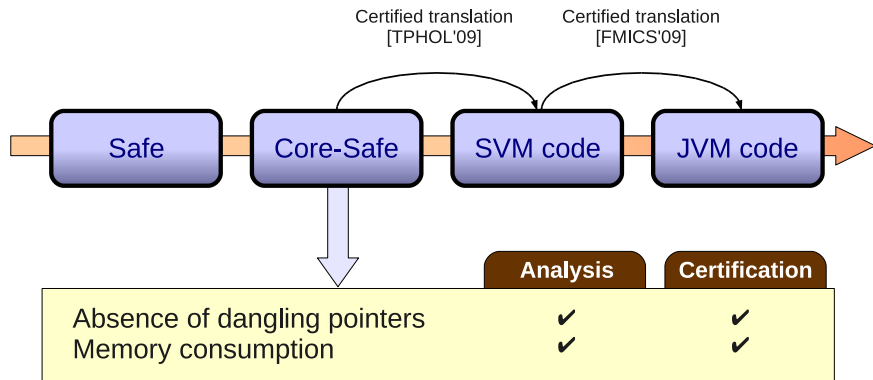 Certified translation
[TPHOL'09]
Certified translation
[FMICS'09]
Safe
Core-Safe
SVM code
JVM code
Analysis
Certification
Absence of dangling pointers ✔ ✔
Memory consumption ✔ ✔